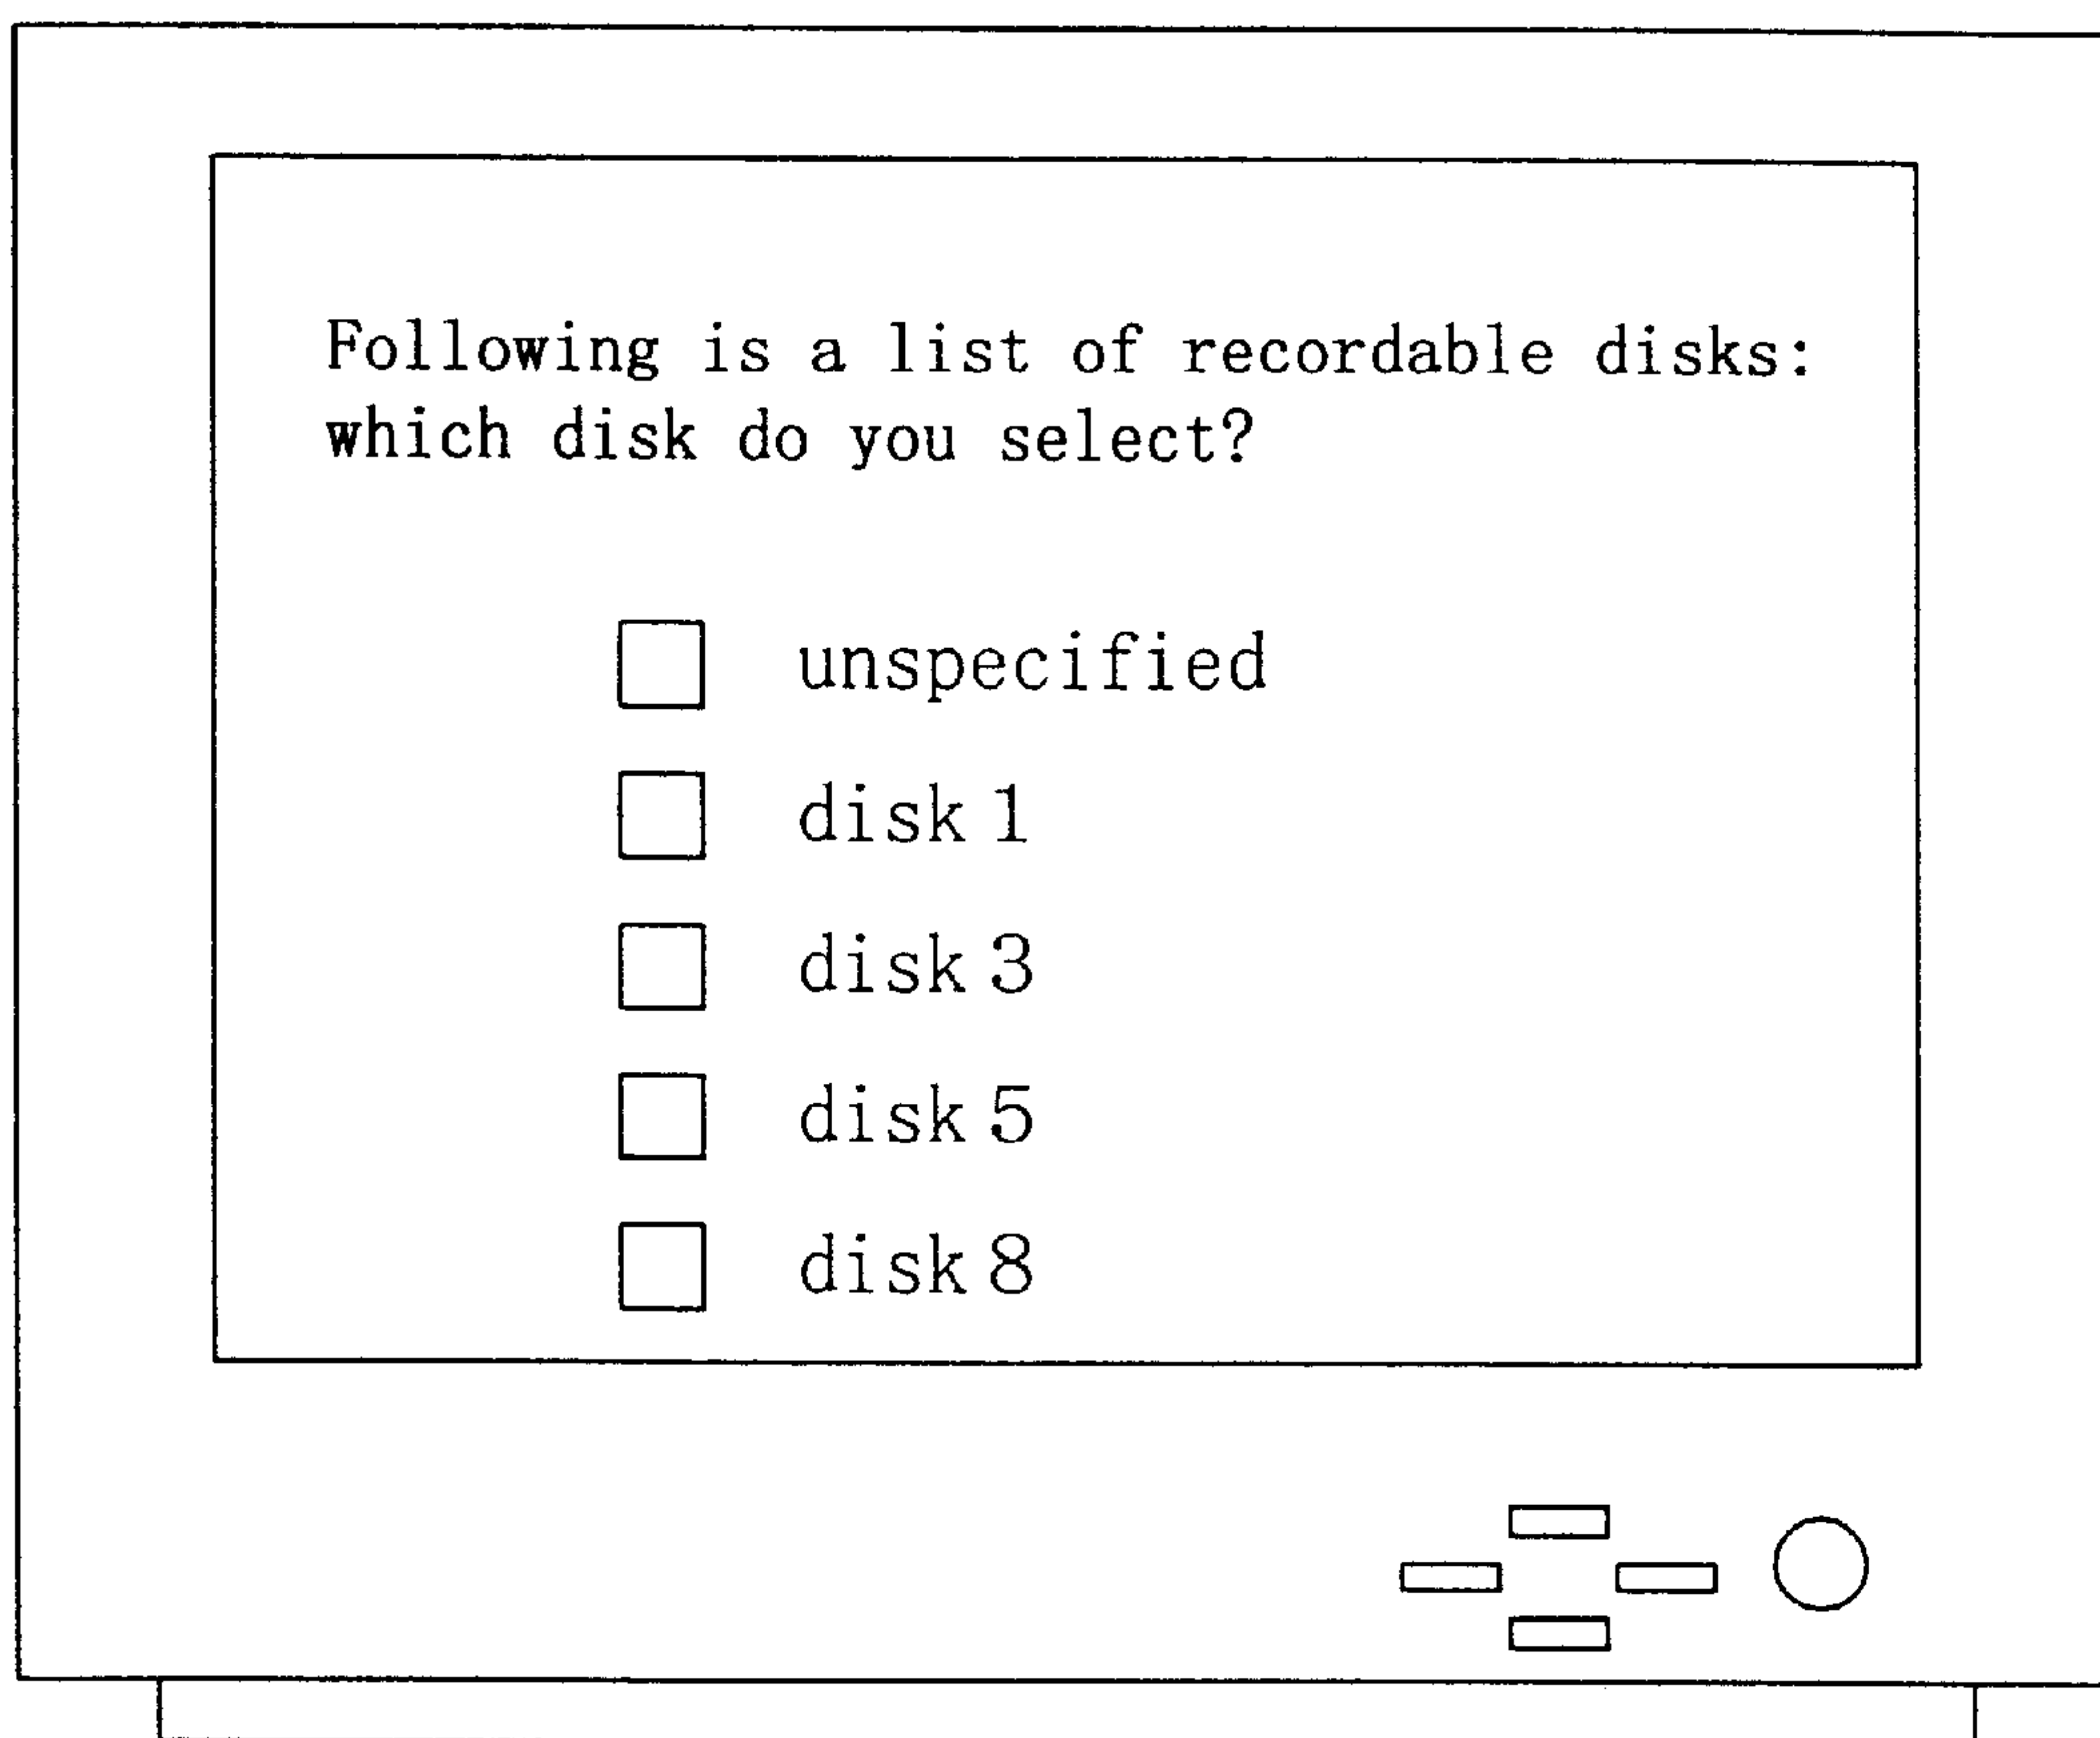 Following is a list of recordable disks:
which disk do you select?
unspecified
disk 1
disk 3
disk 5
disk 8